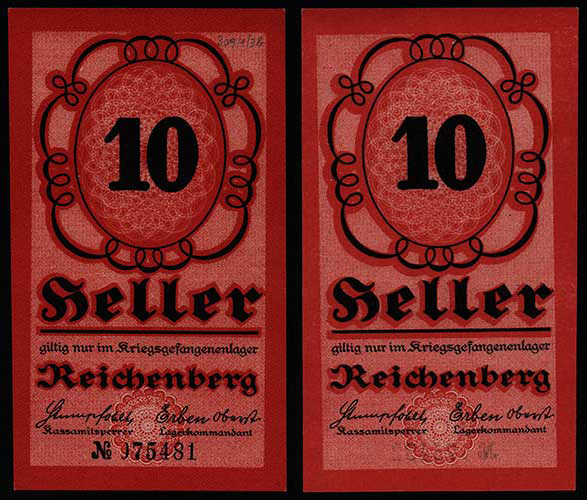 10
Heller
giltig nur im Kriegsgefangenenlager
Reichenberg
Erben Oberst
Kassamitsperrer Lagerkommandant
№ 075481
10
Heller
giltig nur im Kriegsgefangenenlager
Reichenberg
Erben Oberst
Kassamitsperrer Lagerkommandant